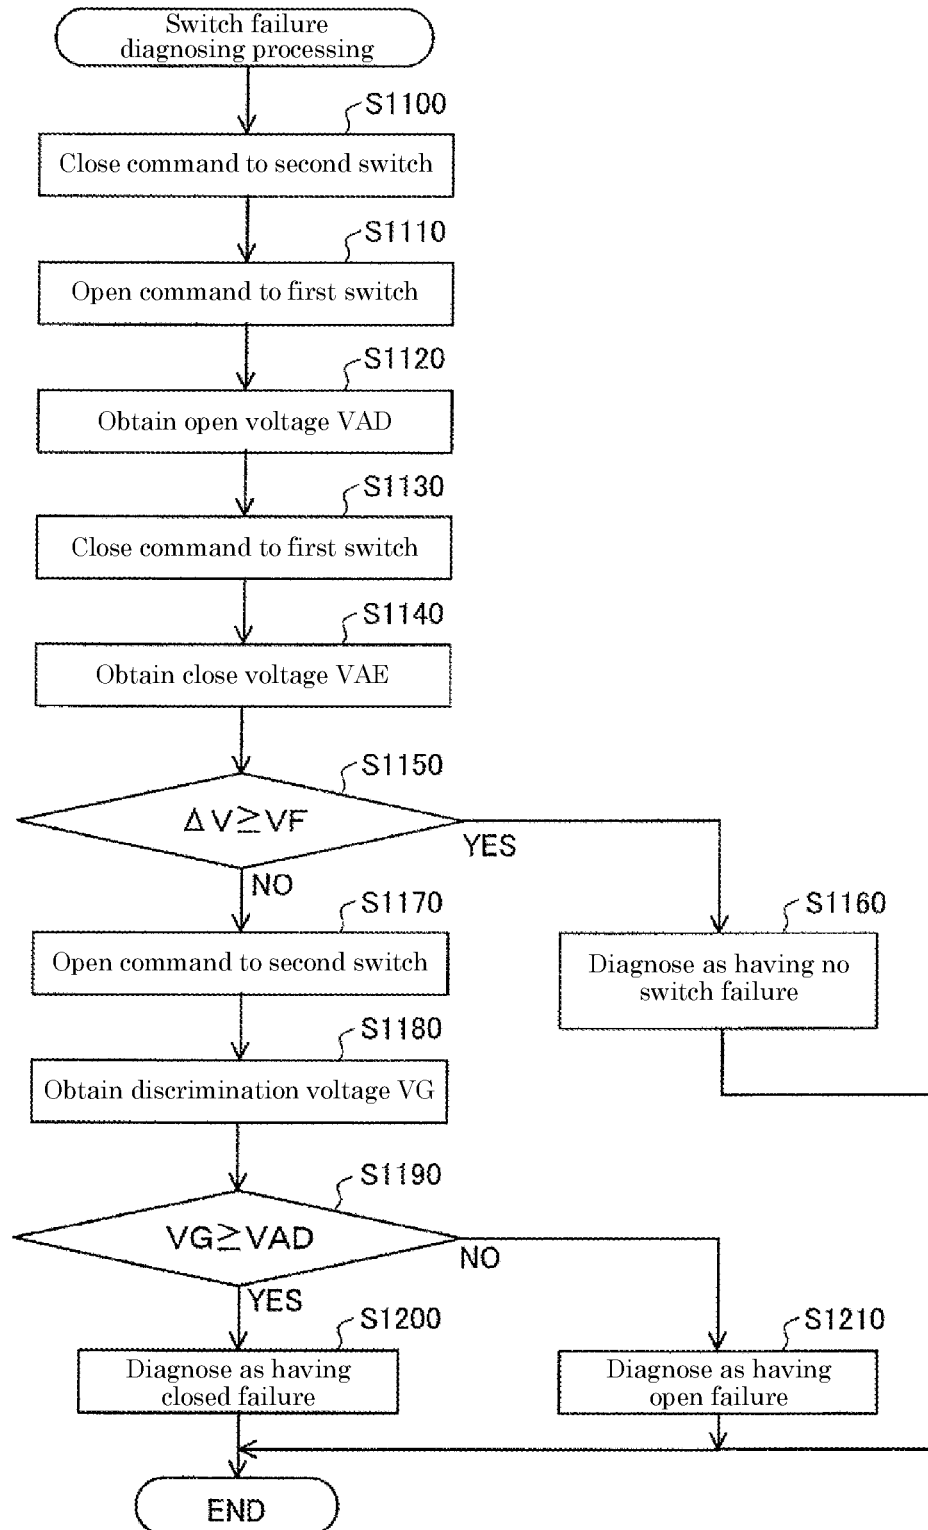 Switch failure
diagnosing processing
S1100
Close command to second switch
S1110
Open command to first switch
S1120
Obtain open voltage VAD
S1130
Close command to first switch
S1140
Obtain close voltage VAE
S1150
ΔV≧VF
YES
NO
S1170
Open command to second switch
S1160
Diagnose as having no
switch failure
S1180
Obtain discrimination voltage VG
S1190
VG≧VAD
NO
YES
S1200
Diagnose as having
closed failure
S1210
Diagnose as having
open failure
END